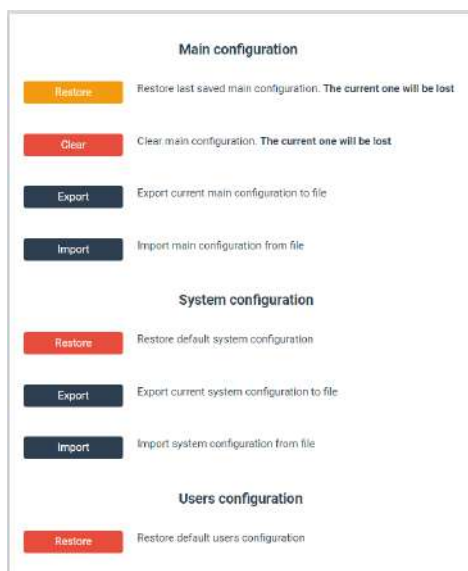 Main configuration
Restore Restore last saved main configuration. The current one will be lost
Clear Clear main configuration. The current one will be lost
Export Export current main configuration to file
Import Import main configuration from file
System configuration
Restore Restore default system configuration
Export Export current system configuration to file
Import Import system configuration from file
Users configuration
Restore Restore default users configuration